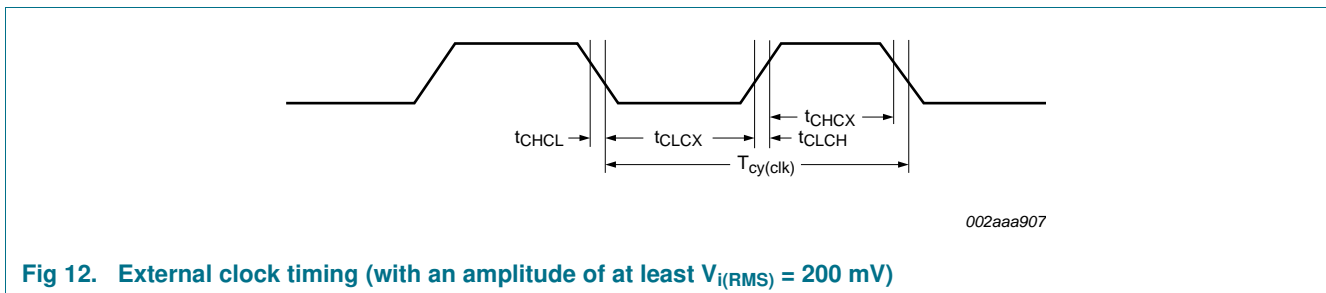 tCHCX
tCHCL tCLCX tCLCH
Tcy(clk)
002aaa907
Fig 12. External clock timing (with an amplitude of at least Vi(RMS) = 200 mV)